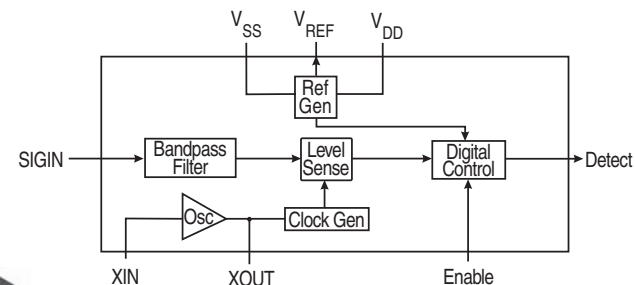 VSS
VREF
VDD
Ref
Gen
SIGIN
Bandpass
Filter
Level
Sense
Digital
Control
Detect
Osc
Clock Gen
XIN
XOUT
Enable